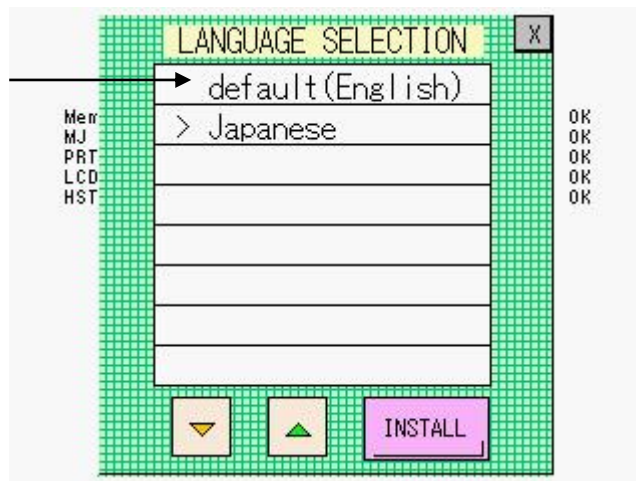 LANGUAGE SELECTION X
default(English)
> Japanese
Mem OK
MJ OK
PRT OK
LCD OK
HST OK
INSTALL